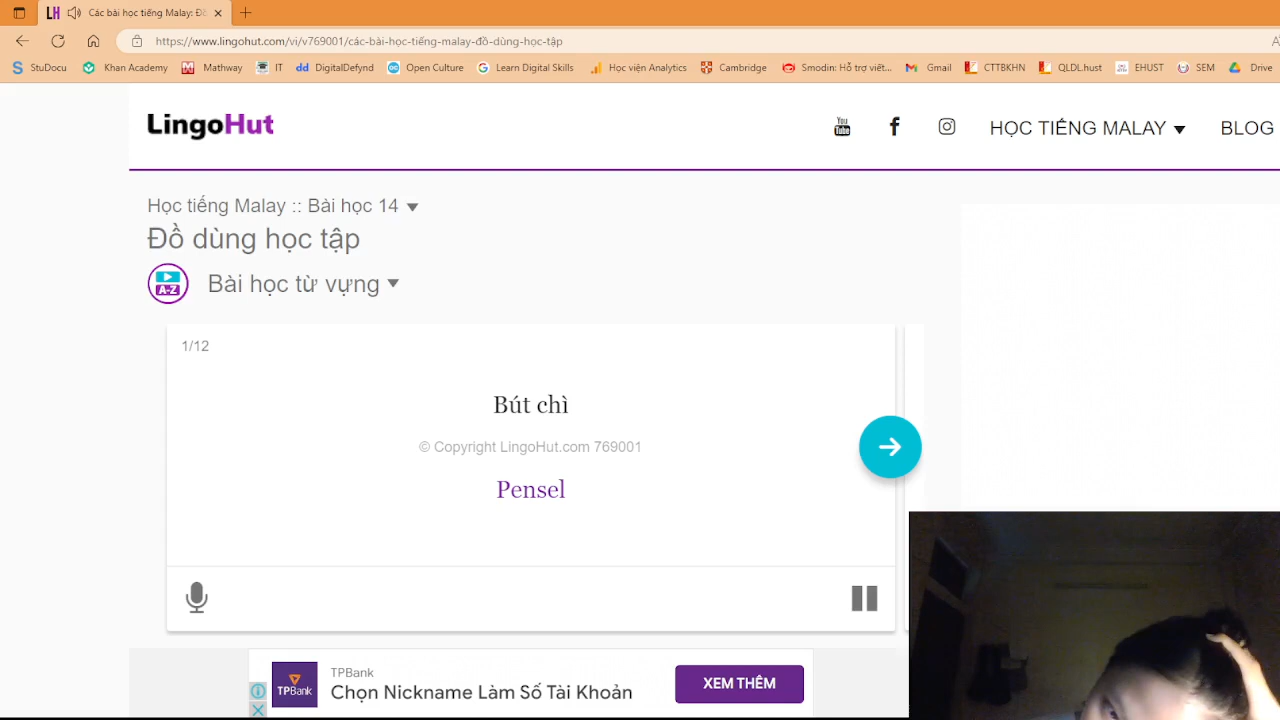 Các bài học tiếng Malay: Đồ
https://www.lingohut.com/vi/v769001/các-bài-học-tiếng-malay-đồ-dùng-học-tập
StuDocu Khan Academy Mathway IT DigitalDefynd Open Culture Learn Digital Skills Học viện Analytics Cambridge Smodin: Hỗ trợ viết... Gmail CTTBKHN QLDL.hust EHUST SEM Drive
LingoHut
You Tube
HỌC TIẾNG MALAY BLOG
Học tiếng Malay :: Bài học 14
Đồ dùng học tập
A-Z
Bài học từ vựng
1/12
Bút chì
© Copyright LingoHut.com 769001
Pensel
TPBank
TPBank
Chọn Nickname Làm Số Tài Khoản
XEM THÊM